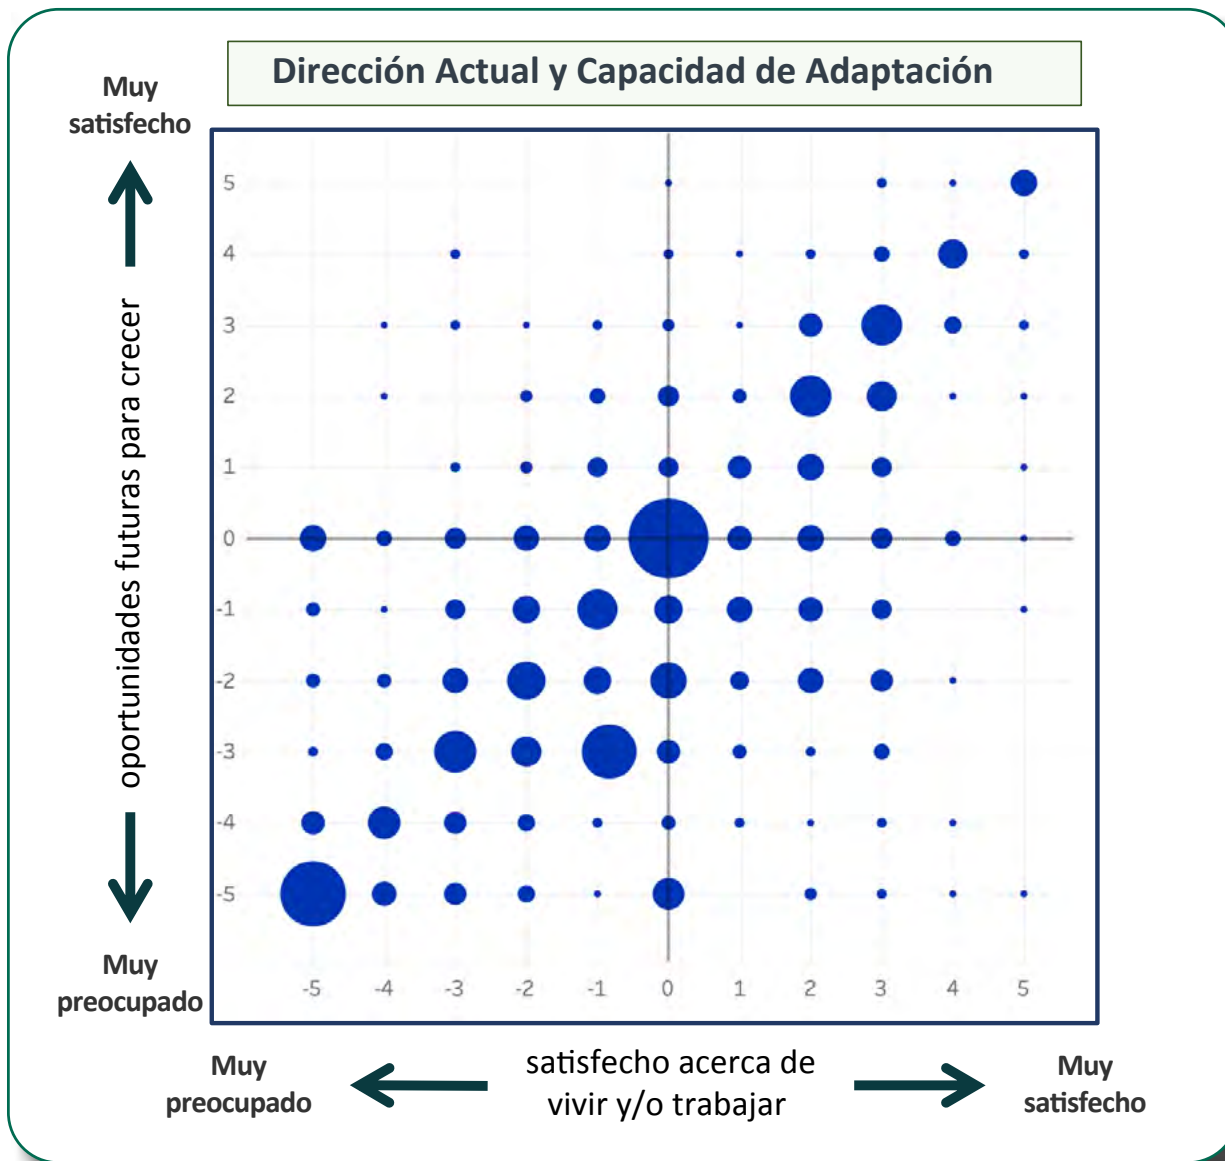 Dirección Actual y Capacidad de Adaptación
Muy
satisfecho
oportunidades futuras para crecer
Muy
preocupado
5
4
3
2
1
0
-1
-2
-3
-4
-5
-5 -4 -3 -2 -1 0 1 2 3 4 5
Muy
preocupado
satisfecho acerca de
vivir y/o trabajar
Muy
satisfecho